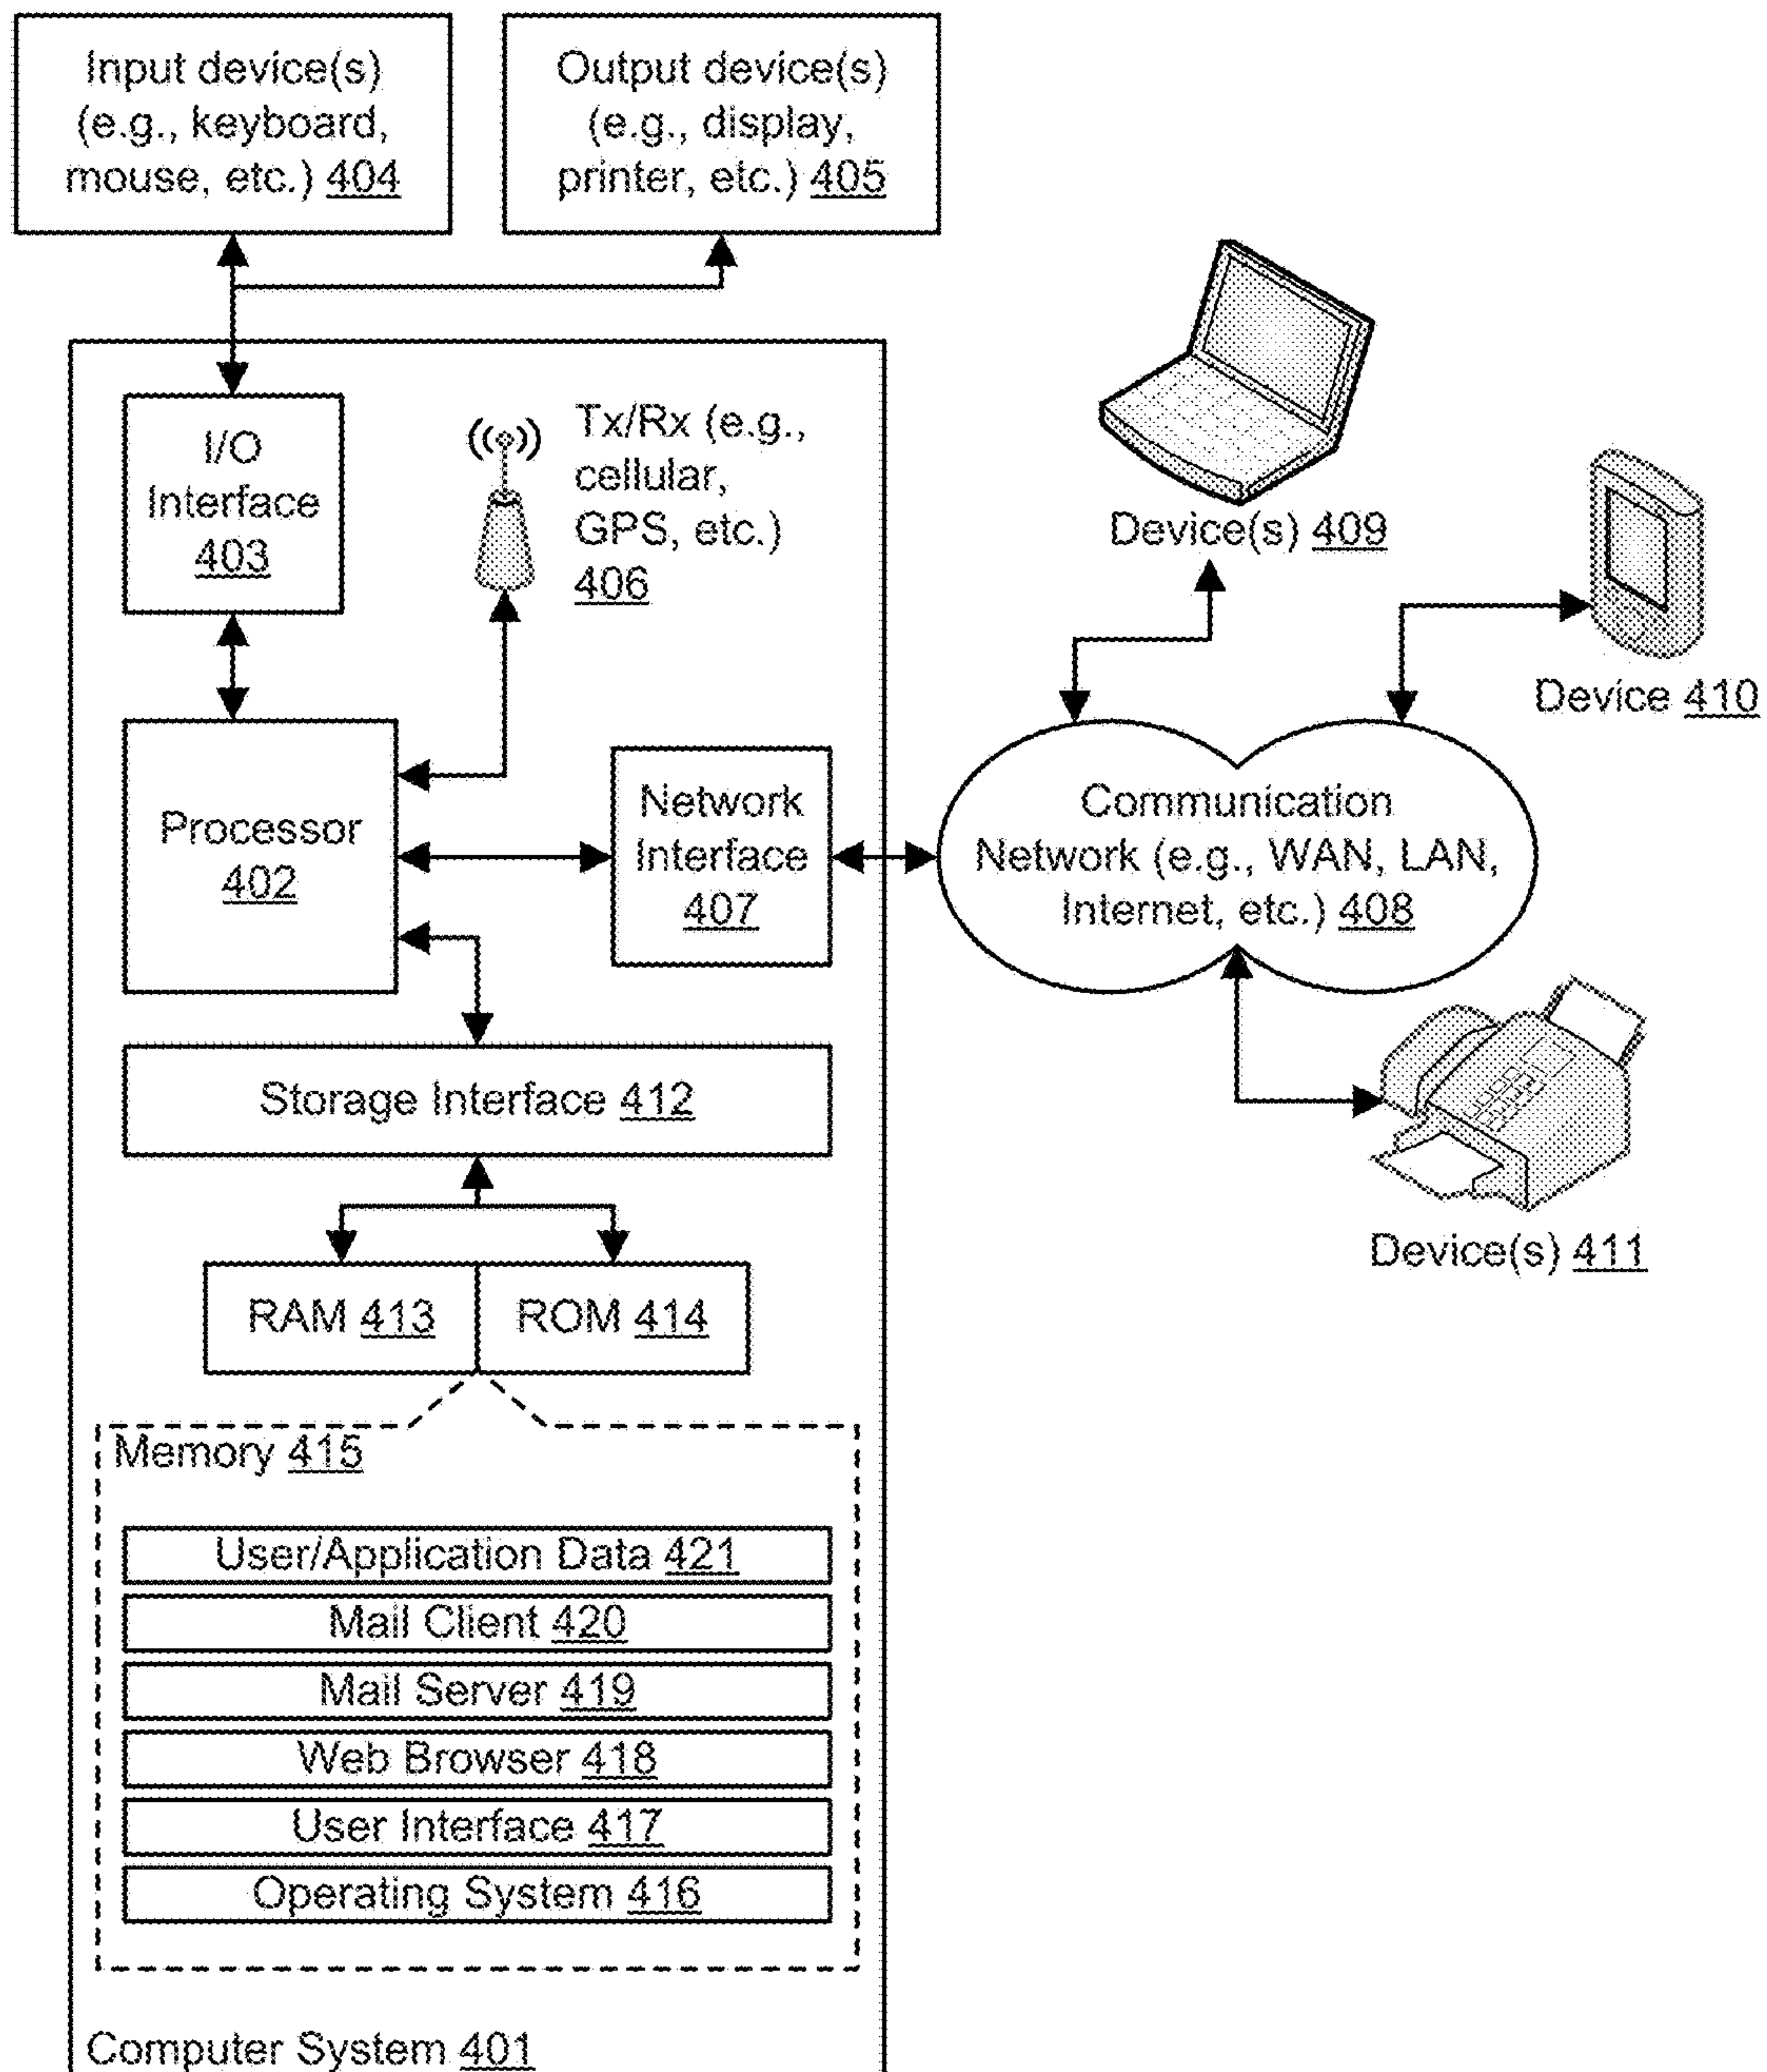 Input device(s)
(e.g., keyboard,
mouse, etc.) 404
Output device(s)
(e.g., display,
printer, etc.) 405
I/O
Interface
403
Tx/Rx (e.g.,
cellular,
GPS, etc.)
406
Device(s) 409
Device 410
Processor
402
Network
Interface
407
Communication
Network (e.g., WAN, LAN,
Internet, etc.) 408
Storage Interface 412
Device(s) 411
RAM 413
ROM 414
Memory 415
User/Application Data 421
Mail Client 420
Mail Server 419
Web Browser 418
User Interface 417
Operating System 416
Computer System 401